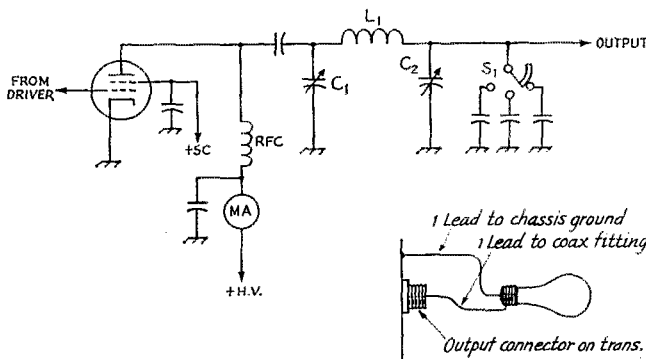 L1
OUTPUT
C1
C2
S1
FROM
DRIVER
+SC
RFC
MA
+H.V.
1 Lead to chassis ground
1 Lead to coax fitting
Output connector on trans.